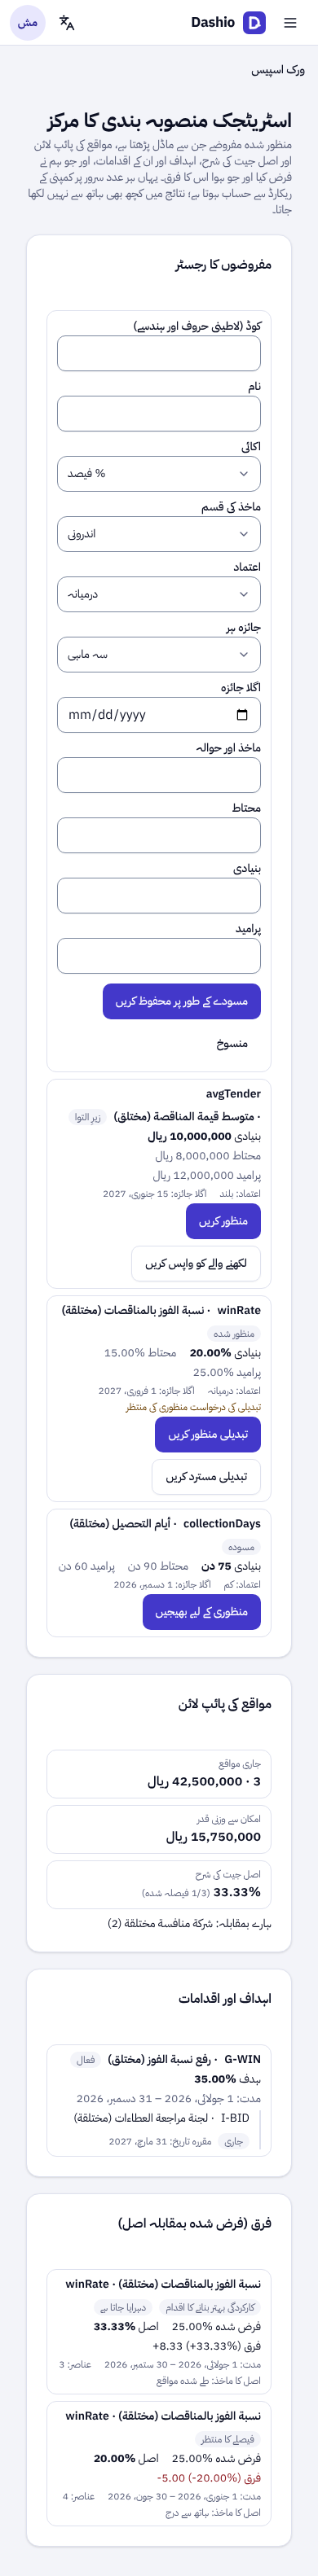 Dashio
مش
ورک اسپیس
اسٹریٹجک منصوبہ بندی کا مرکز
منظور شدہ مفروضے جن سے ماڈل پڑھتا ہے، مواقع کی پائپ لائن
اور اصل جیت کی شرح، اہداف اور ان کے اقدامات، اور جو ہم نے
فرض کیا اور جو ہوا اس کا فرق۔ یہاں ہر عدد سرور پر کمپنی کے
ریکارڈ سے حساب ہوتا ہے؛ نتائج میں کچھ بھی ہاتھ سے نہیں لکھا
جاتا۔
مفروضوں کا رجسٹر
کوڈ (لاطینی حروف اور ہندسے)
نام
اکائی
% فیصد
ماخذ کی قسم
اندرونی
اعتماد
درمیانہ
جائزہ ہر
سہ ماہی
اگلا جائزہ
mm/dd/yyyy
ماخذ اور حوالہ
محتاط
بنیادی
پرامید
مسودے کے طور پر محفوظ کریں
منسوخ
avgTender
· متوسط قيمة المناقصة (مختلق) زیرِ التوا
بنیادی 10,000,000 ریال
محتاط 8,000,000 ریال
پرامید 12,000,000 ریال
اعتماد: بلند اگلا جائزہ: 15 جنوری، 2027
منظور کریں
لکھنے والے کو واپس کریں
winRate · نسبة الفوز بالمناقصات (مختلقة)
منظور شدہ
بنیادی 20.00% محتاط 15.00%
پرامید 25.00%
اعتماد: درمیانہ اگلا جائزہ: 1 فروری، 2027
تبدیلی کی درخواست منظوری کی منتظر
تبدیلی منظور کریں
تبدیلی مسترد کریں
collectionDays · أيام التحصيل (مختلقة)
مسودہ
بنیادی 75 دن محتاط 90 دن پرامید 60 دن
اعتماد: کم اگلا جائزہ: 1 دسمبر، 2026
منظوری کے لیے بھیجیں
مواقع کی پائپ لائن
جاری مواقع
3 · 42,500,000 ریال
امکان سے وزنی قدر
15,750,000 ریال
اصل جیت کی شرح
33.33% (1/3 فیصلہ شدہ)
ہارے بمقابلہ: شركة منافسة مختلقة (2)
اہداف اور اقدامات
G-WIN · رفع نسبة الفوز (مختلق) فعال
ہدف 35.00%
مدت: 1 جولائی، 2026 – 31 دسمبر، 2026
I-BID · لجنة مراجعة العطاءات (مختلقة)
جاری مقررہ تاریخ: 31 مارچ، 2027
فرق (فرض شدہ بمقابلہ اصل)
نسبة الفوز بالمناقصات (مختلقة) · winRate
کارکردگی بہتر بنانے کا اقدام دہرایا جاتا ہے
فرض شدہ 25.00% اصل 33.33%
فرق +8.33 (+33.33%)
مدت: 1 جولائی، 2026 – 30 ستمبر، 2026 عناصر: 3
اصل کا ماخذ: طے شدہ مواقع
نسبة الفوز بالمناقصات (مختلقة) · winRate
فیصلے کا منتظر
فرض شدہ 25.00% اصل 20.00%
فرق -5.00 (-20.00%)
مدت: 1 جنوری، 2026 – 30 جون، 2026 عناصر: 4
اصل کا ماخذ: ہاتھ سے درج